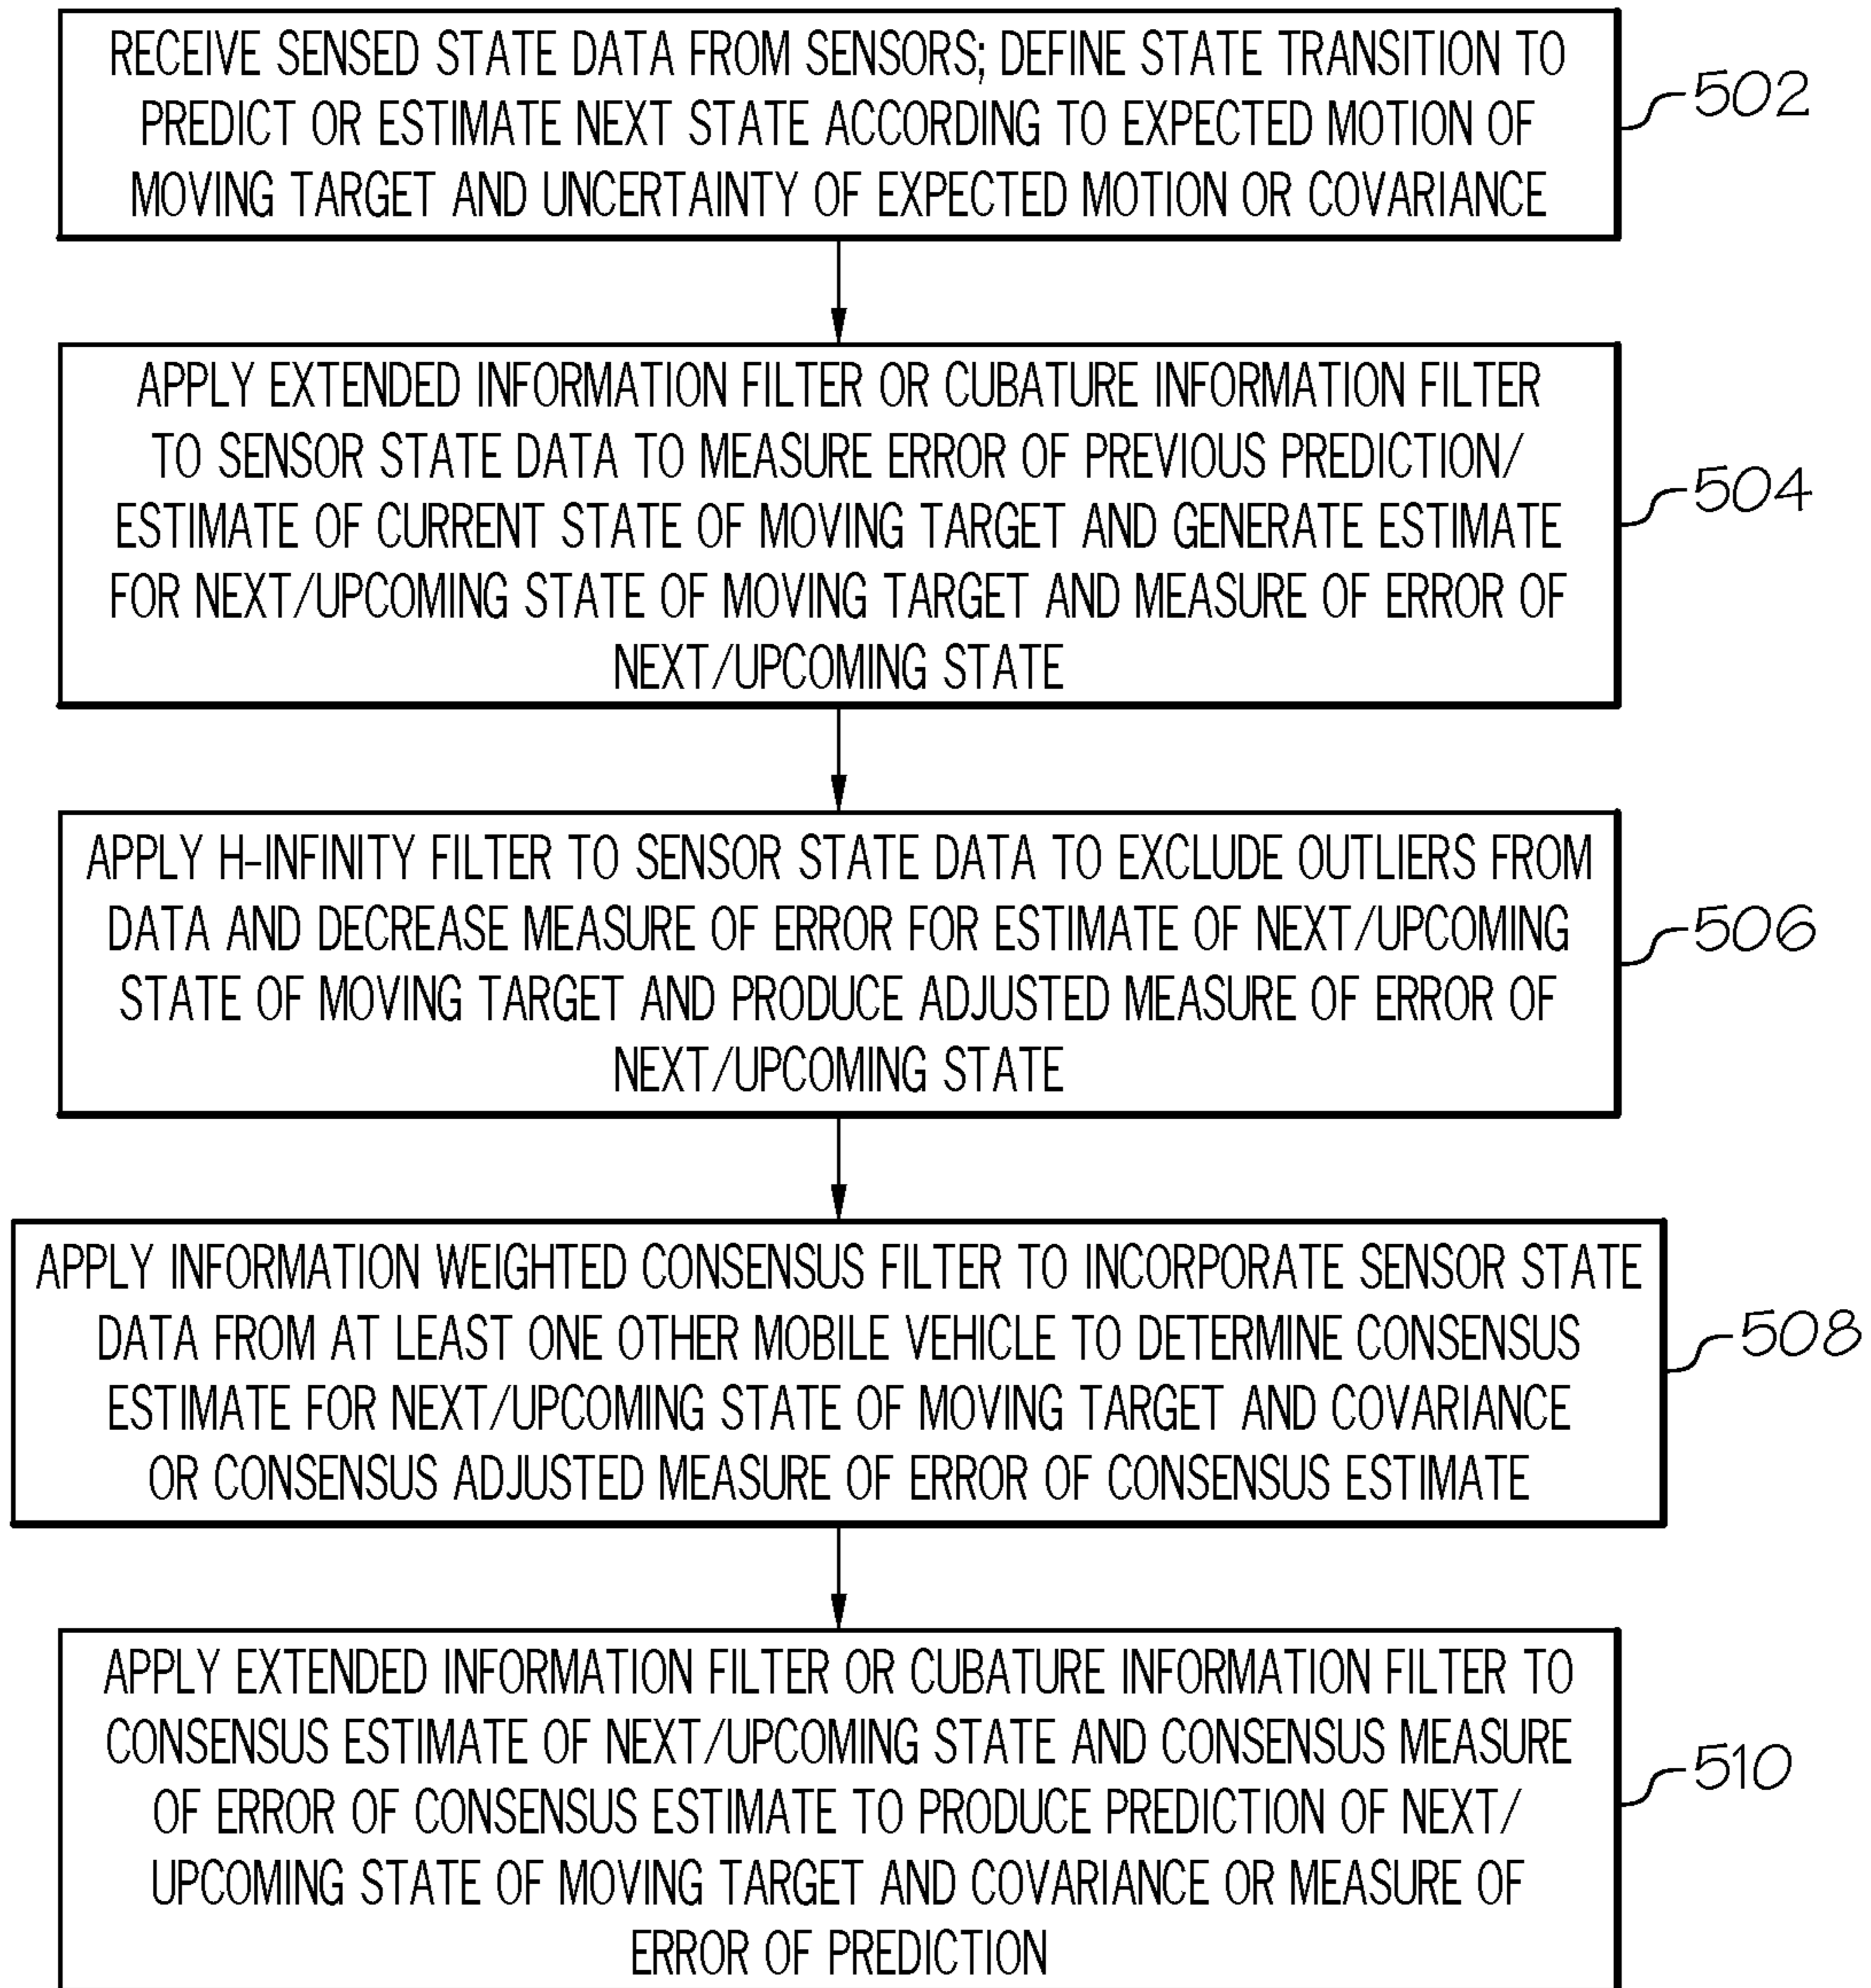 RECEIVE SENSED STATE DATA FROM SENSORS; DEFINE STATE TRANSITION TO
PREDICT OR ESTIMATE NEXT STATE ACCORDING TO EXPECTED MOTION OF
MOVING TARGET AND UNCERTAINTY OF EXPECTED MOTION OR COVARIANCE
502
APPLY EXTENDED INFORMATION FILTER OR CUBATURE INFORMATION FILTER
TO SENSOR STATE DATA TO MEASURE ERROR OF PREVIOUS PREDICTION/
ESTIMATE OF CURRENT STATE OF MOVING TARGET AND GENERATE ESTIMATE
FOR NEXT/UPCOMING STATE OF MOVING TARGET AND MEASURE OF ERROR OF
NEXT/UPCOMING STATE
504
APPLY H-INFINITY FILTER TO SENSOR STATE DATA TO EXCLUDE OUTLIERS FROM
DATA AND DECREASE MEASURE OF ERROR FOR ESTIMATE OF NEXT/UPCOMING
STATE OF MOVING TARGET AND PRODUCE ADJUSTED MEASURE OF ERROR OF
NEXT/UPCOMING STATE
506
APPLY INFORMATION WEIGHTED CONSENSUS FILTER TO INCORPORATE SENSOR STATE
DATA FROM AT LEAST ONE OTHER MOBILE VEHICLE TO DETERMINE CONSENSUS
ESTIMATE FOR NEXT/UPCOMING STATE OF MOVING TARGET AND COVARIANCE
OR CONSENSUS ADJUSTED MEASURE OF ERROR OF CONSENSUS ESTIMATE
508
APPLY EXTENDED INFORMATION FILTER OR CUBATURE INFORMATION FILTER TO
CONSENSUS ESTIMATE OF NEXT/UPCOMING STATE AND CONSENSUS MEASURE
OF ERROR OF CONSENSUS ESTIMATE TO PRODUCE PREDICTION OF NEXT/
UPCOMING STATE OF MOVING TARGET AND COVARIANCE OR MEASURE OF
ERROR OF PREDICTION
510